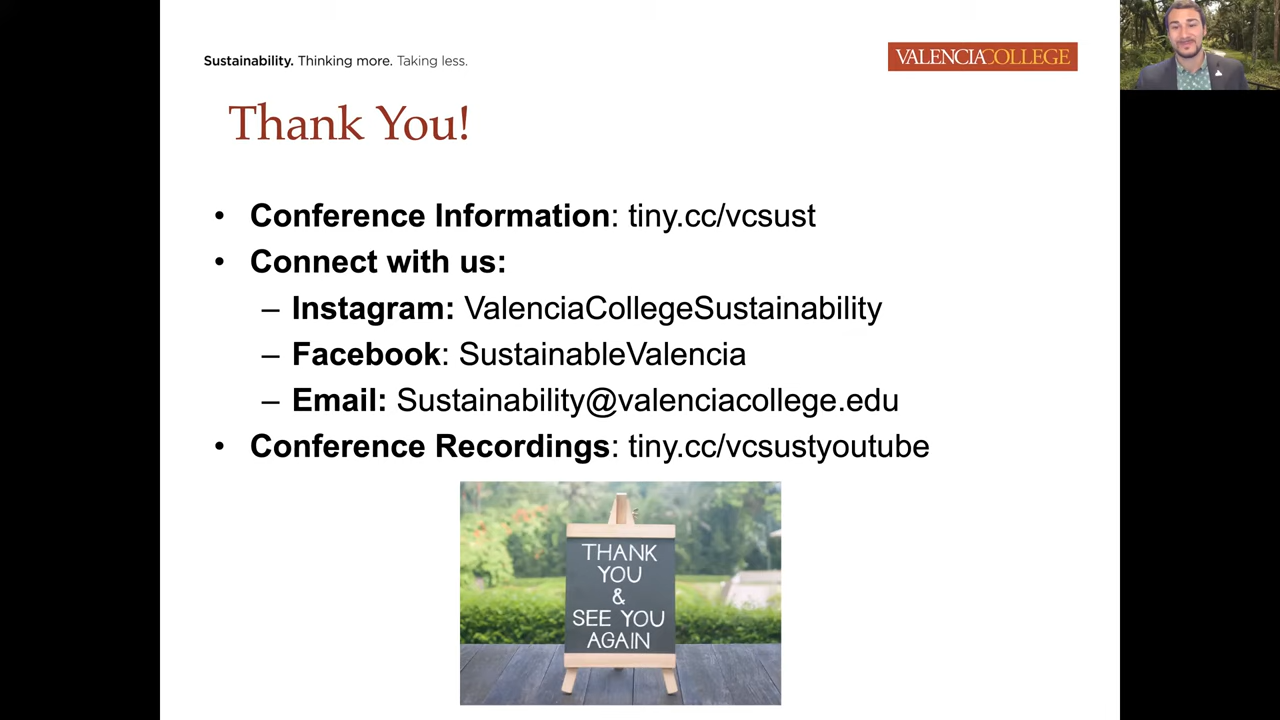 Sustainability. Thinking more. Taking less.
VALENCIACOLLEGE
Thank You!
• Conference Information: tiny.cc/vcsust
• Connect with us:
– Instagram: ValenciaCollegeSustainability
– Facebook: SustainableValencia
– Email: Sustainability@valenciacollege.edu
• Conference Recordings: tiny.cc/vcsustyoutube
THANK
YOU
&
SEE YOU
AGAIN